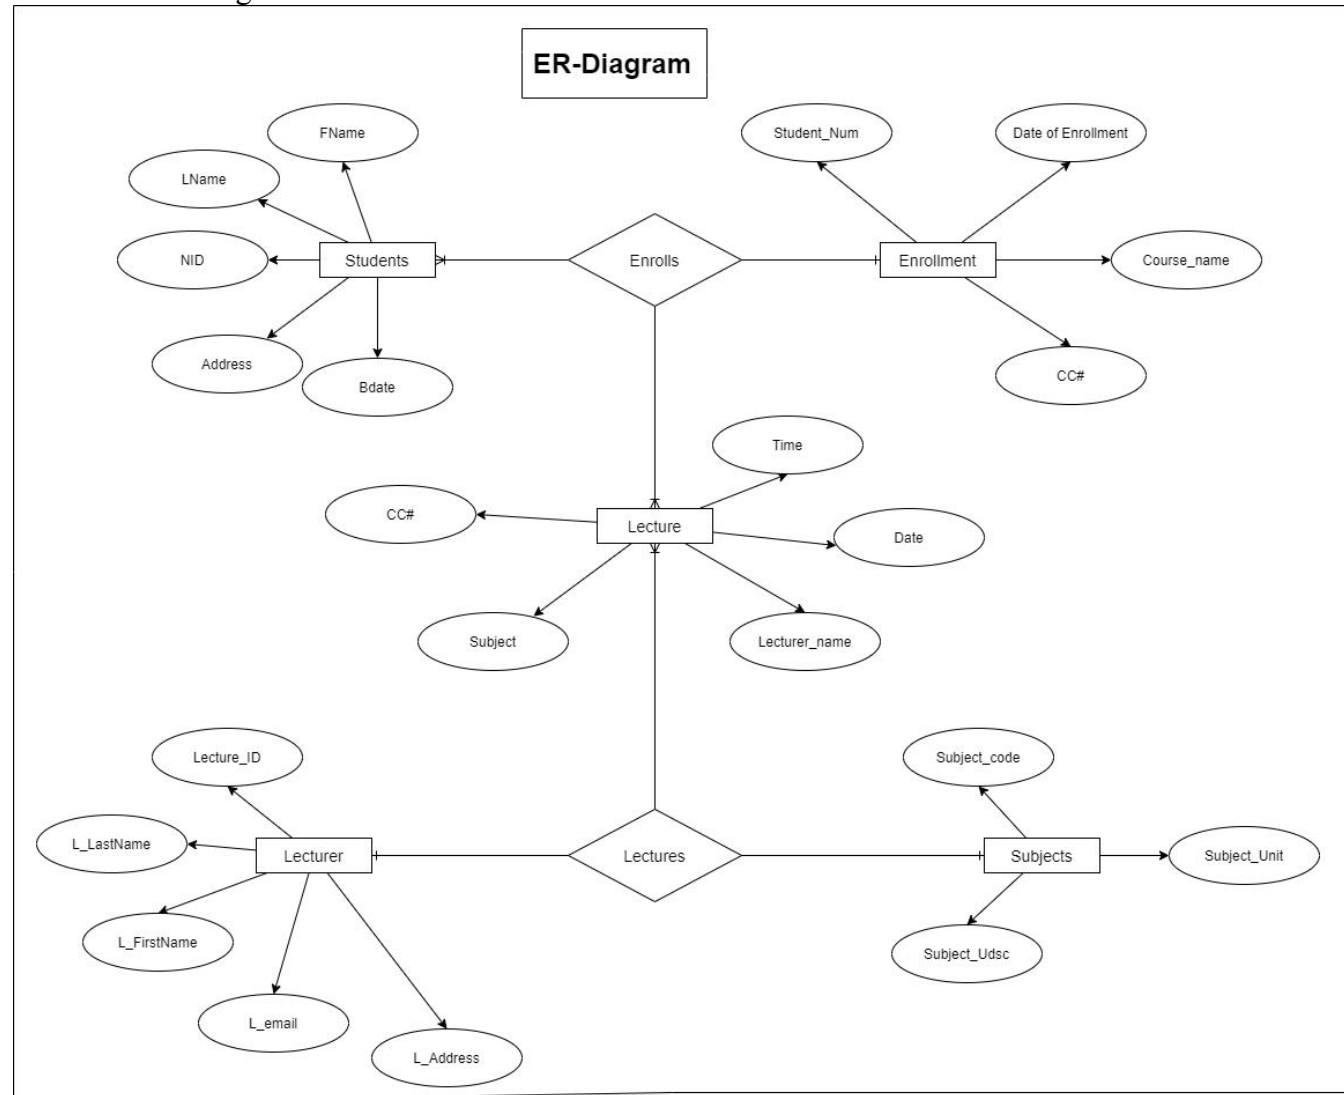 ER-Diagram
FName
Student_Num
Date of Enrollment
LName
NID
Students
Enrolls
Enrollment
Course_name
Address
Bdate
CC#
Time
CC#
Lecture
Date
Subject
Lecturer_name
Lecture_ID
Subject_code
L_LastName
Lecturer
Lectures
Subjects
Subject_Unit
L_FirstName
Subject_Udsc
L_email
L_Address